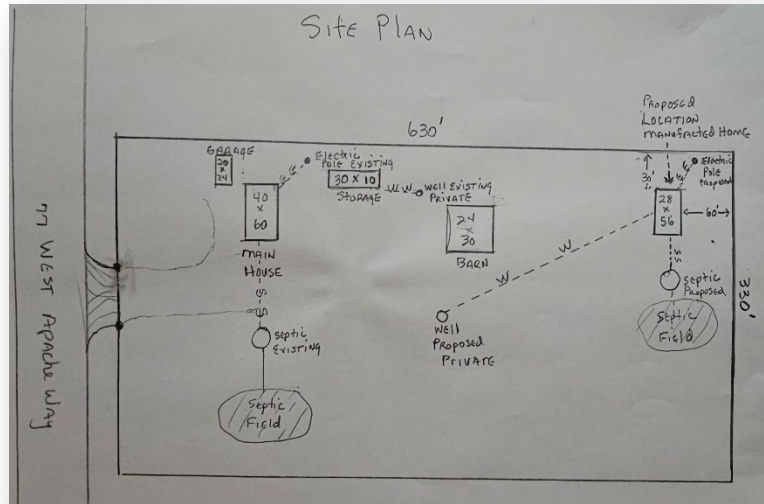 SITE PLAN
630'
PROPOSED
LOCATION
MANUFACTED HOME
GARAGE
20
x
24
Electric
Pole Existing
30 x 10
STORAGE
W W
Well Existing
Private
40
x
60
MAIN
HOUSE
24
x
30
BARN
30'
Electric
Pole
Proposed
28
x
56
60'
E E
E E
W
W
S S
S S
Septic
Proposed
Septic
Field
330'
Well
Proposed
Private
Septic
Existing
Septic
Field
77 West Apache Way